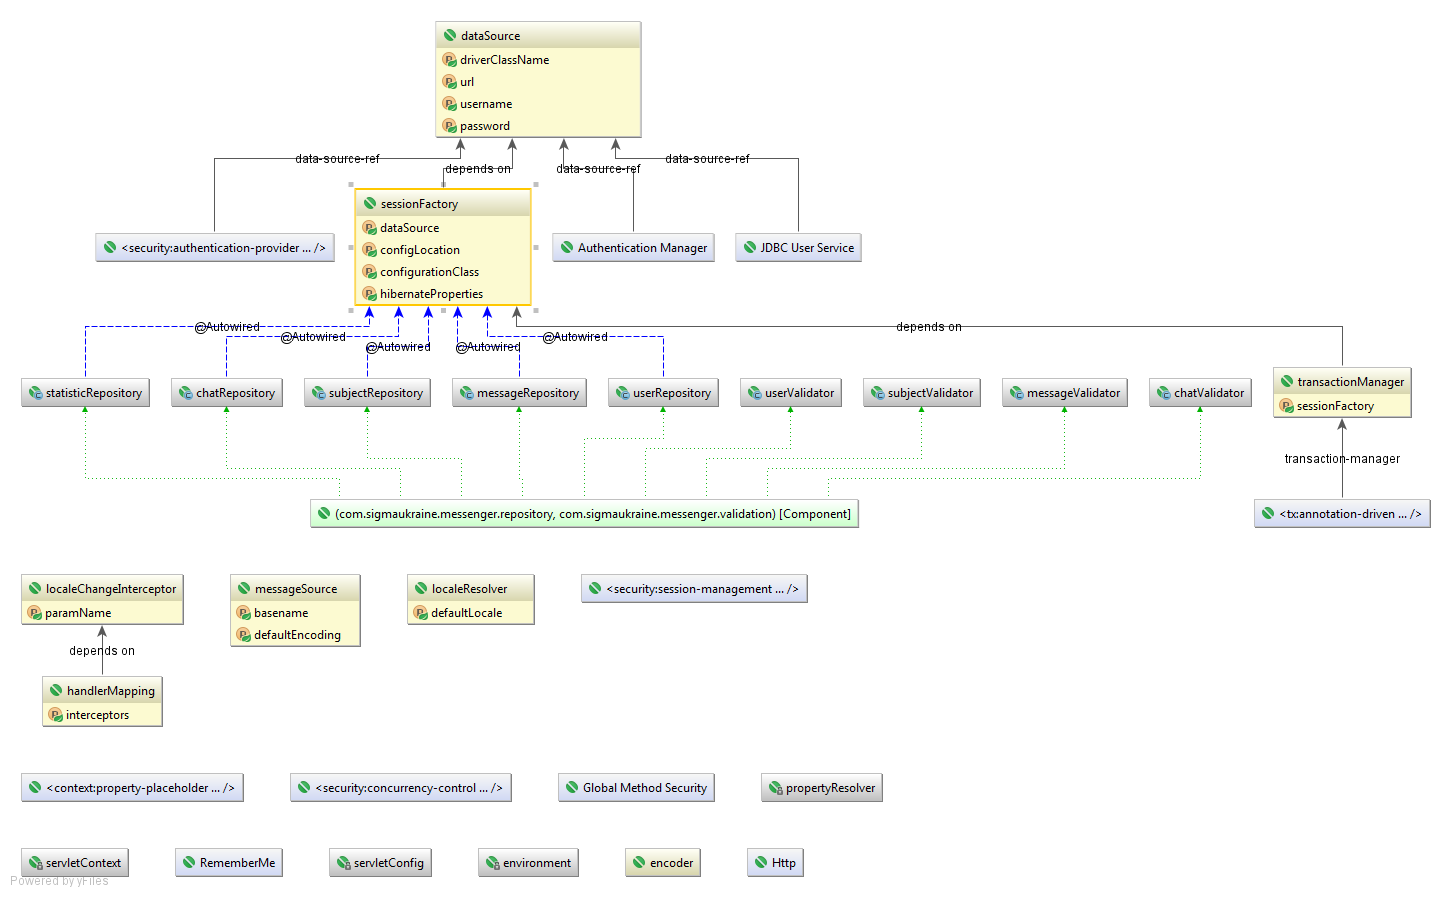 dataSource
driverClassName
url
username
password
data-source-ref
depends on
data-source-ref
data-source-ref
sessionFactory
dataSource
configLocation
configurationClass
hibernateProperties
<security:authentication-provider ... />
Authentication Manager
JDBC User Service
@Autowired
@Autowired
@Autowired
@Autowired
@Autowired
depends on
statisticRepository
chatRepository
subjectRepository
messageRepository
userRepository
userValidator
subjectValidator
messageValidator
chatValidator
transactionManager
sessionFactory
transaction-manager
(com.sigmaukraine.messenger.repository, com.sigmaukraine.messenger.validation) [Component]
<tx:annotation-driven ... />
localeChangeInterceptor
paramName
messageSource
basename
defaultEncoding
localeResolver
defaultLocale
<security:session-management ... />
depends on
handlerMapping
interceptors
<context:property-placeholder ... />
<security:concurrency-control ... />
Global Method Security
propertyResolver
servletContext
RememberMe
servletConfig
environment
encoder
Http
Powered by yFiles